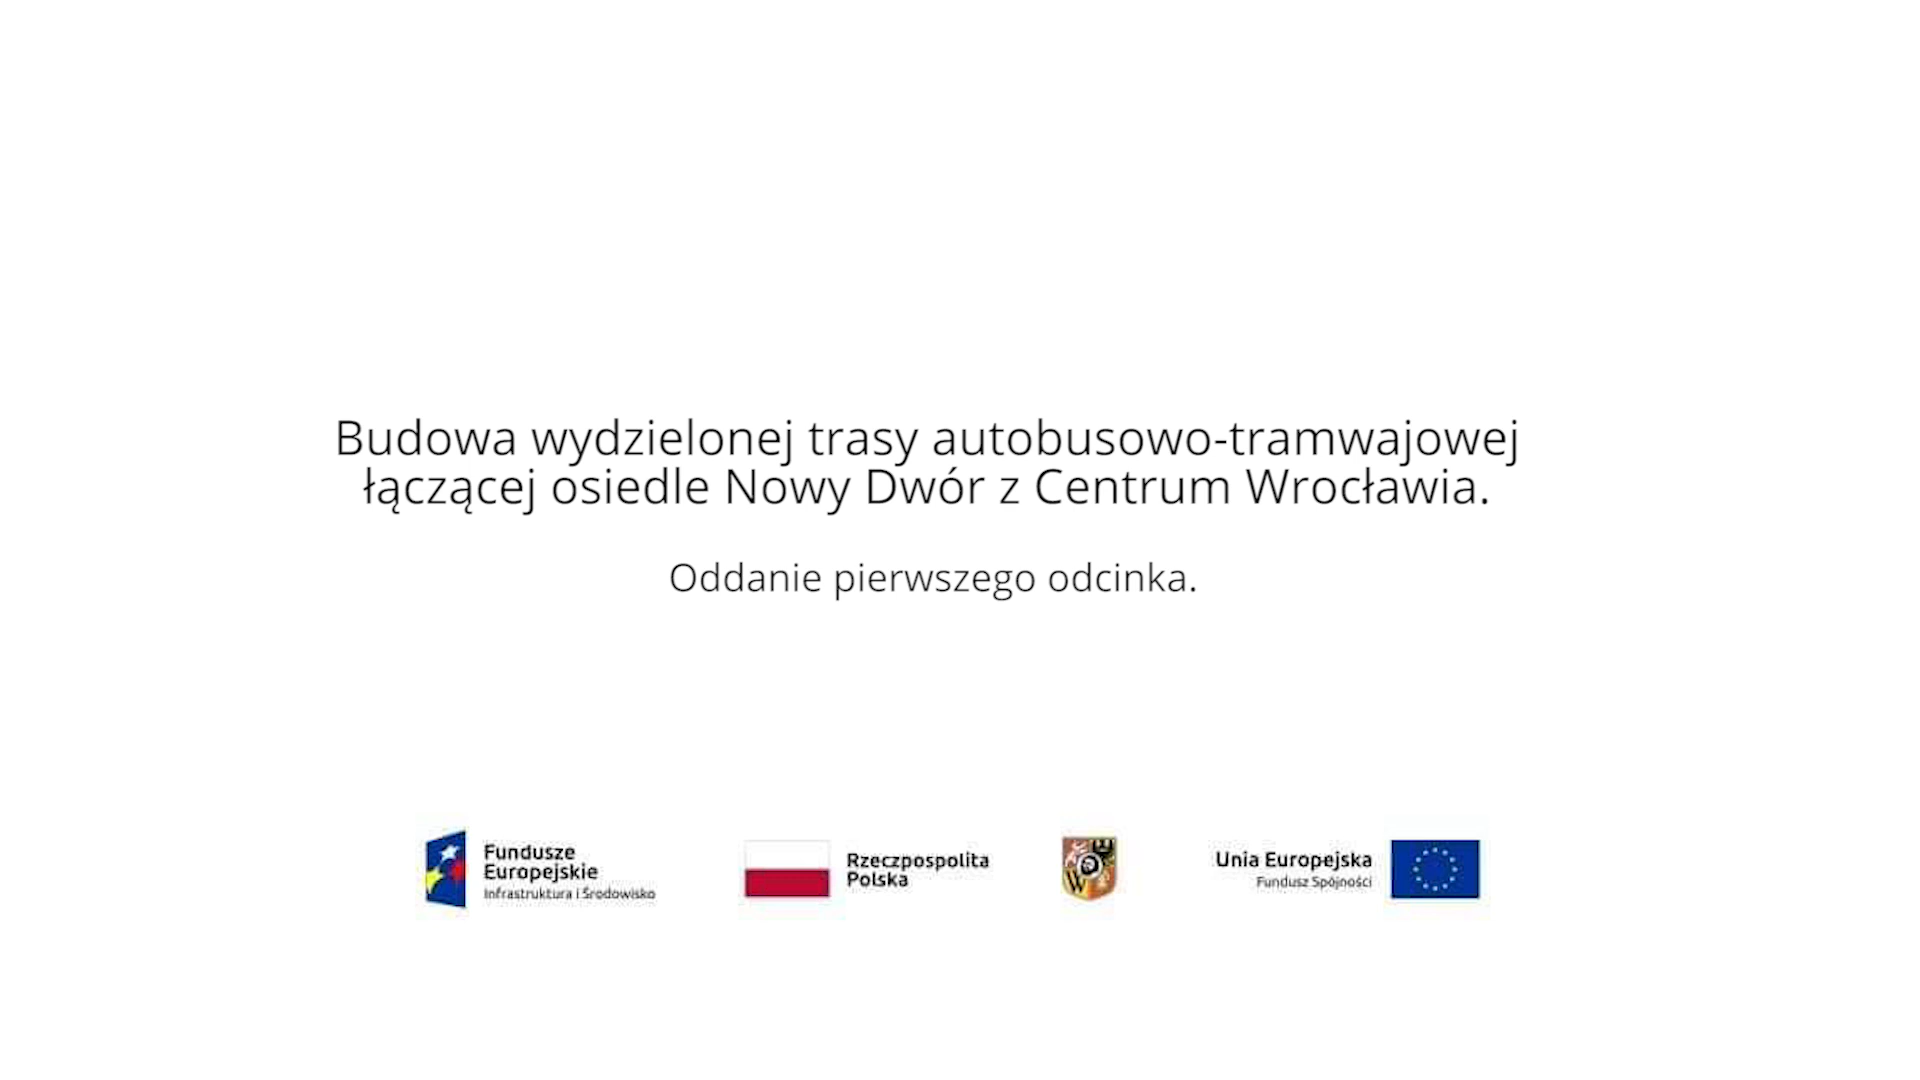 Budowa wydzielonej trasy autobusowo-tramwajowej
łączącej osiedle Nowy Dwór z Centrum Wrocławia.
Oddanie pierwszego odcinka.
Fundusze
Europejskie
Infrastruktura i Środowisko
Rzeczpospolita
Polska
W
Unia Europejska
Fundusz Spójności